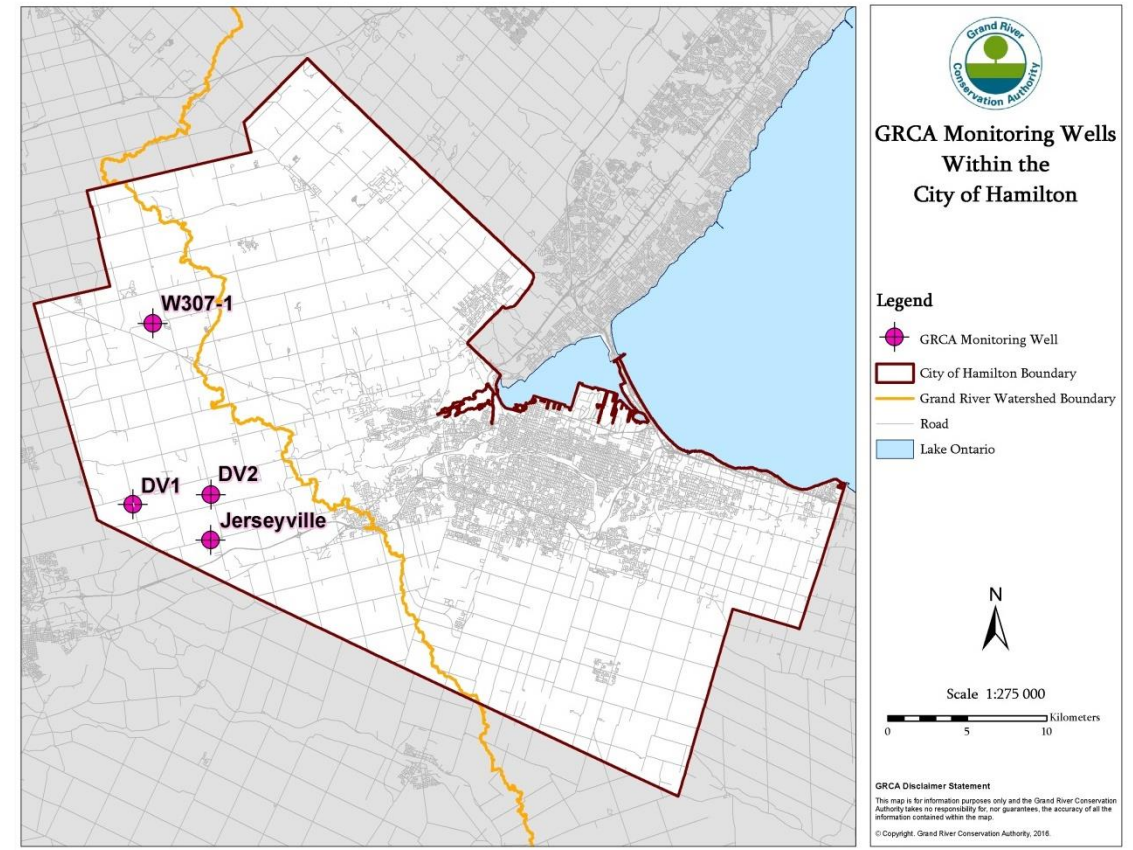 W307-1
DV1
DV2
Jerseyville
Grand River
Conservation Authority
GRCA Monitoring Wells
Within the
City of Hamilton
Legend
GRCA Monitoring Well
City of Hamilton Boundary
Grand River Watershed Boundary
Road
Lake Ontario
N
Scale 1:275 000
Kilometers
0 5 10
GRCA Disclaimer Statement
This map is for information purposes only and the Grand River Conservation
Authority takes no responsibility for, nor guarantees, the accuracy of all the
information contained within the map.
© Copyright. Grand River Conservation Authority, 2016.